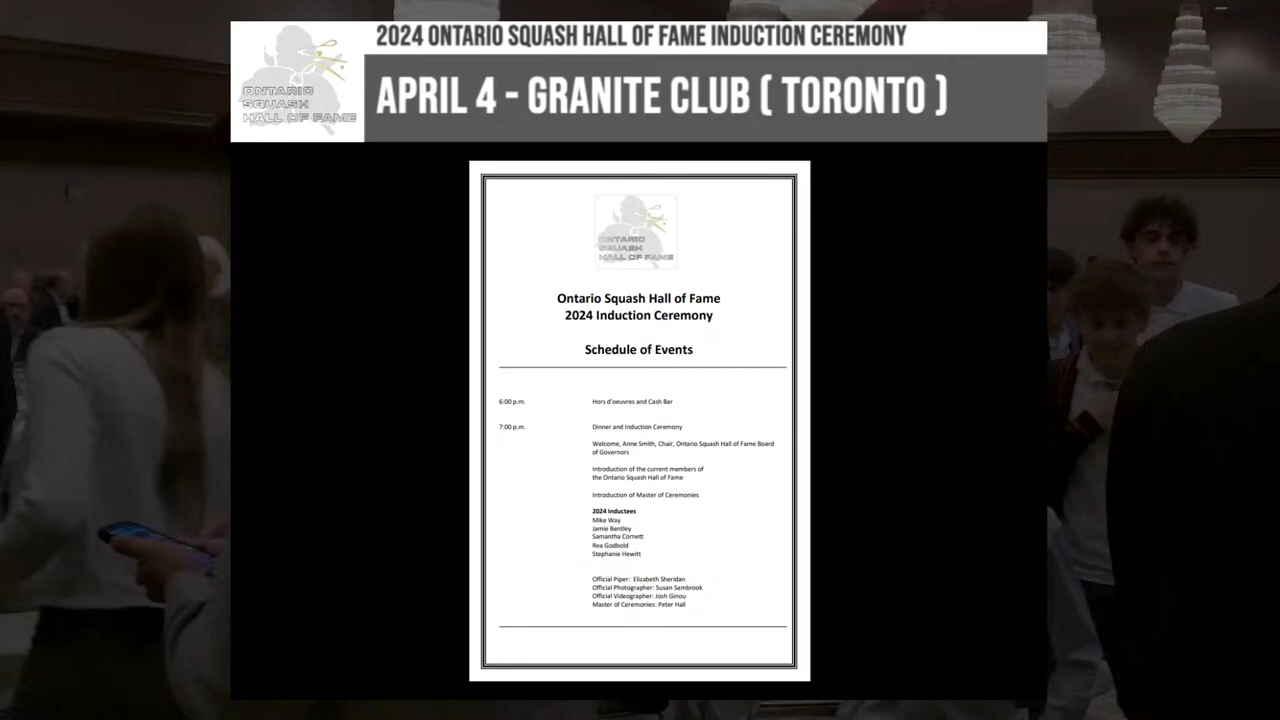 2024 ONTARIO SQUASH HALL OF FAME INDUCTION CEREMONY
ONTARIO
SQUASH
HALL OF FAME
APRIL 4 - GRANITE CLUB ( TORONTO )
ONTARIO
SQUASH
HALL OF FAME
Ontario Squash Hall of Fame
2024 Induction Ceremony
Schedule of Events
6:00 p.m. Hors d'oeuvres and Cash Bar
7:00 p.m. Dinner and Induction Ceremony
Welcome, Anne Smith, Chair, Ontario Squash Hall of Fame Board
of Governors
Introduction of the current members of
the Ontario Squash Hall of Fame
Introduction of Master of Ceremonies
2024 Inductees
Mike Way
Jamie Bentley
Samantha Cornett
Rea Godbold
Stephanie Hewitt
Official Piper: Elizabeth Sheridan
Official Photographer: Susan Sambrook
Official Videographer: Josh Ginou
Master of Ceremonies: Peter Hall